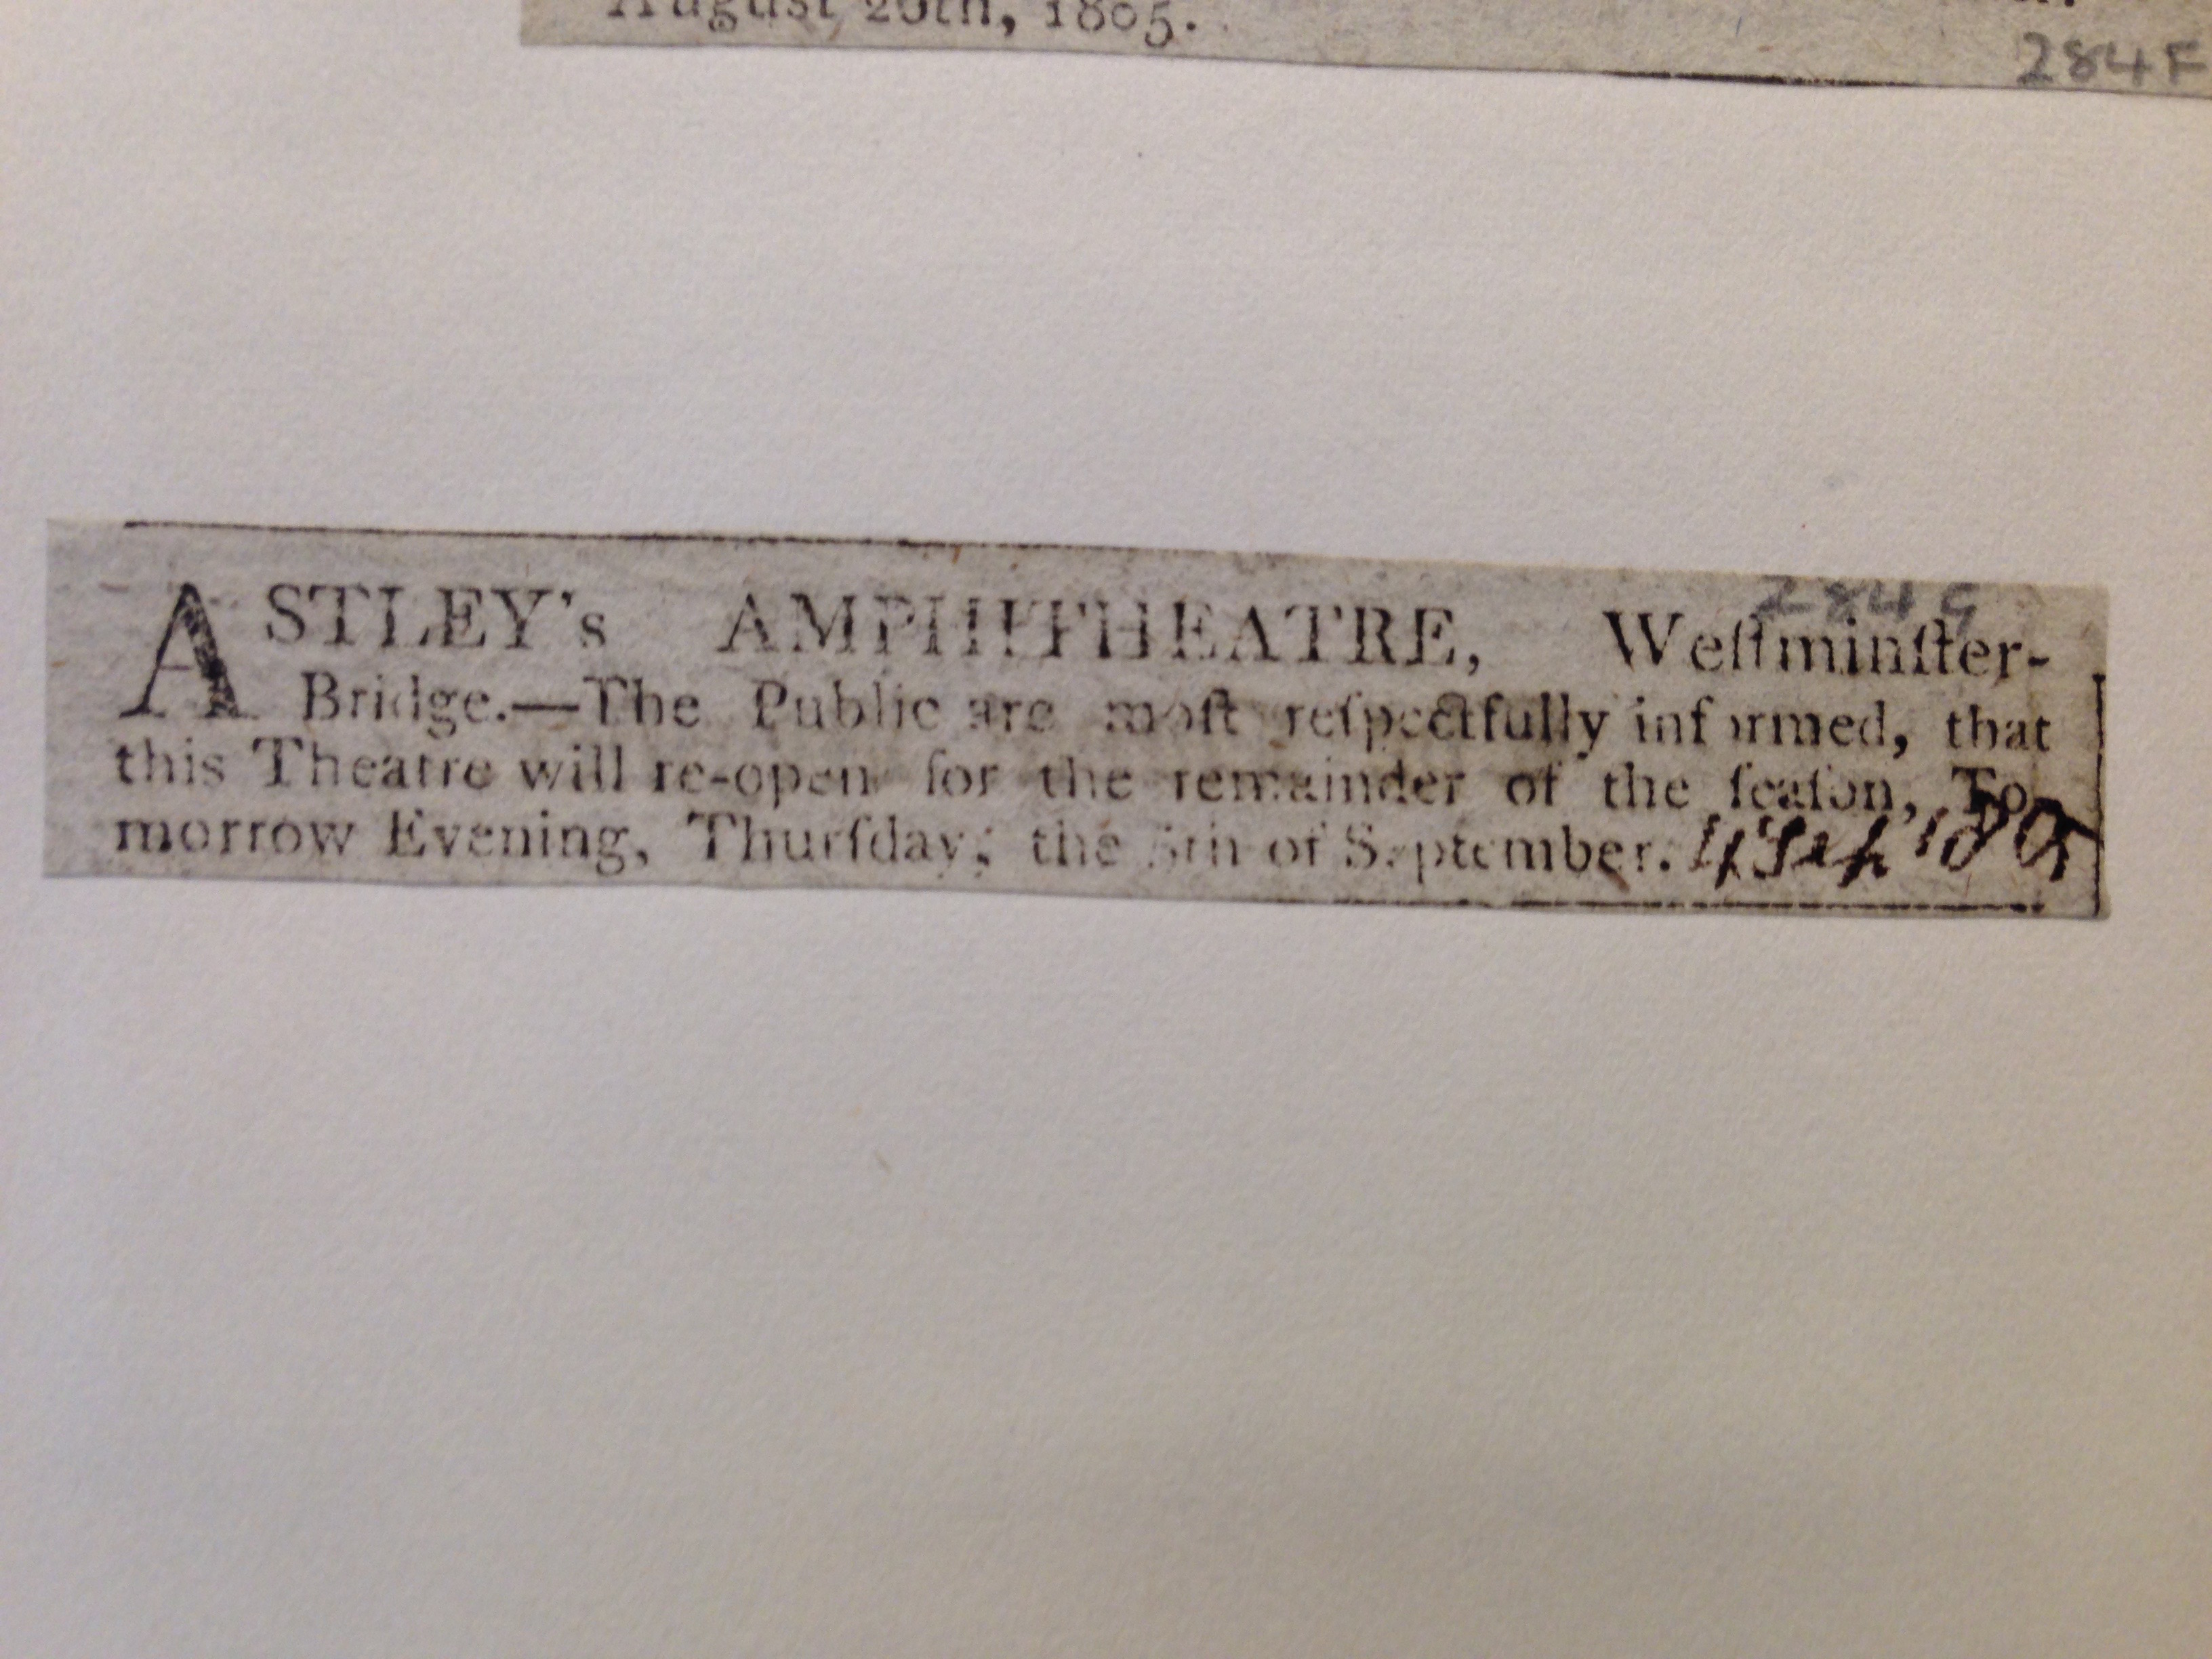 August 20th, 1805.
284F
284G
ASTLEY's AMPHITHEATRE, Weſtminſter-
Bridge.—The Public are moſt reſpectfully informed, that
this Theatre will re-open for the remainder of the ſeaſon, To-
morrow Evening, Thurſday, the 5th of September. 4 Sep 1805